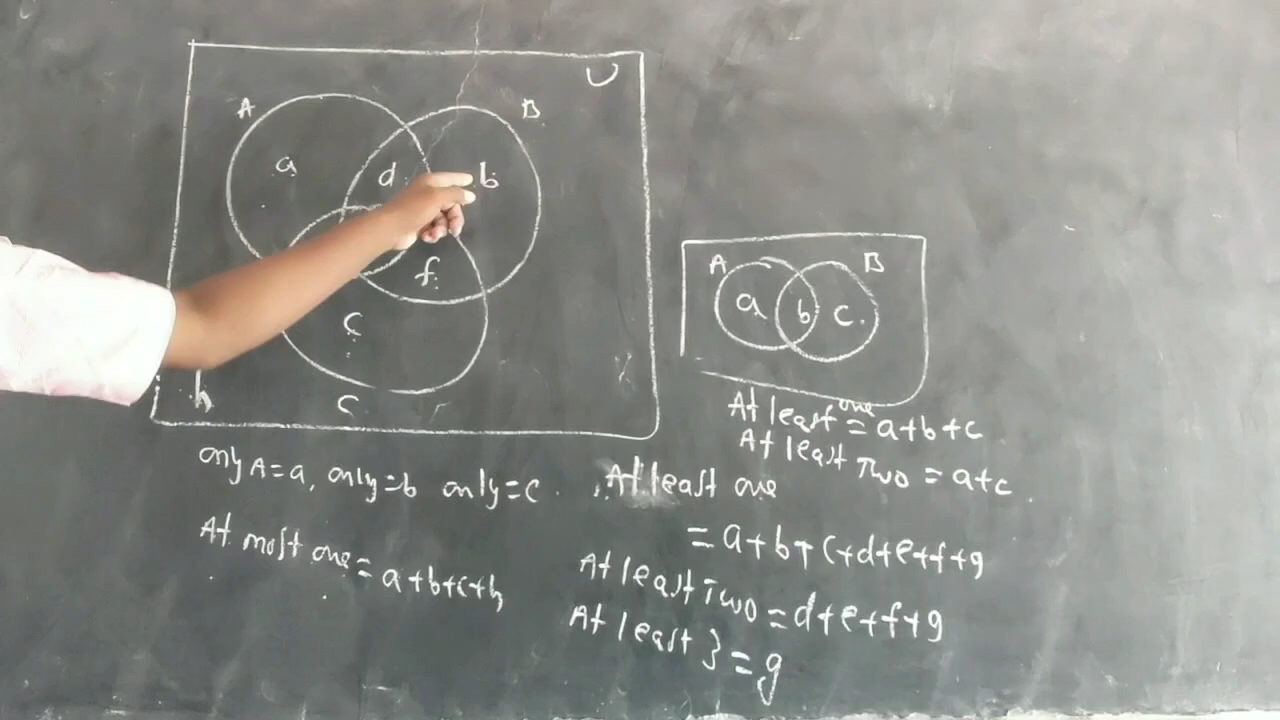 U
A B
a d b
f
c
h c
A B
a b c
At least one = a+b+c
At least Two = a+c
only A=a, only=b only=c
At most one = a+b+c+h
At least one
= a+b+c+d+e+f+g
At least Two = d+e+f+g
At least 3 = g